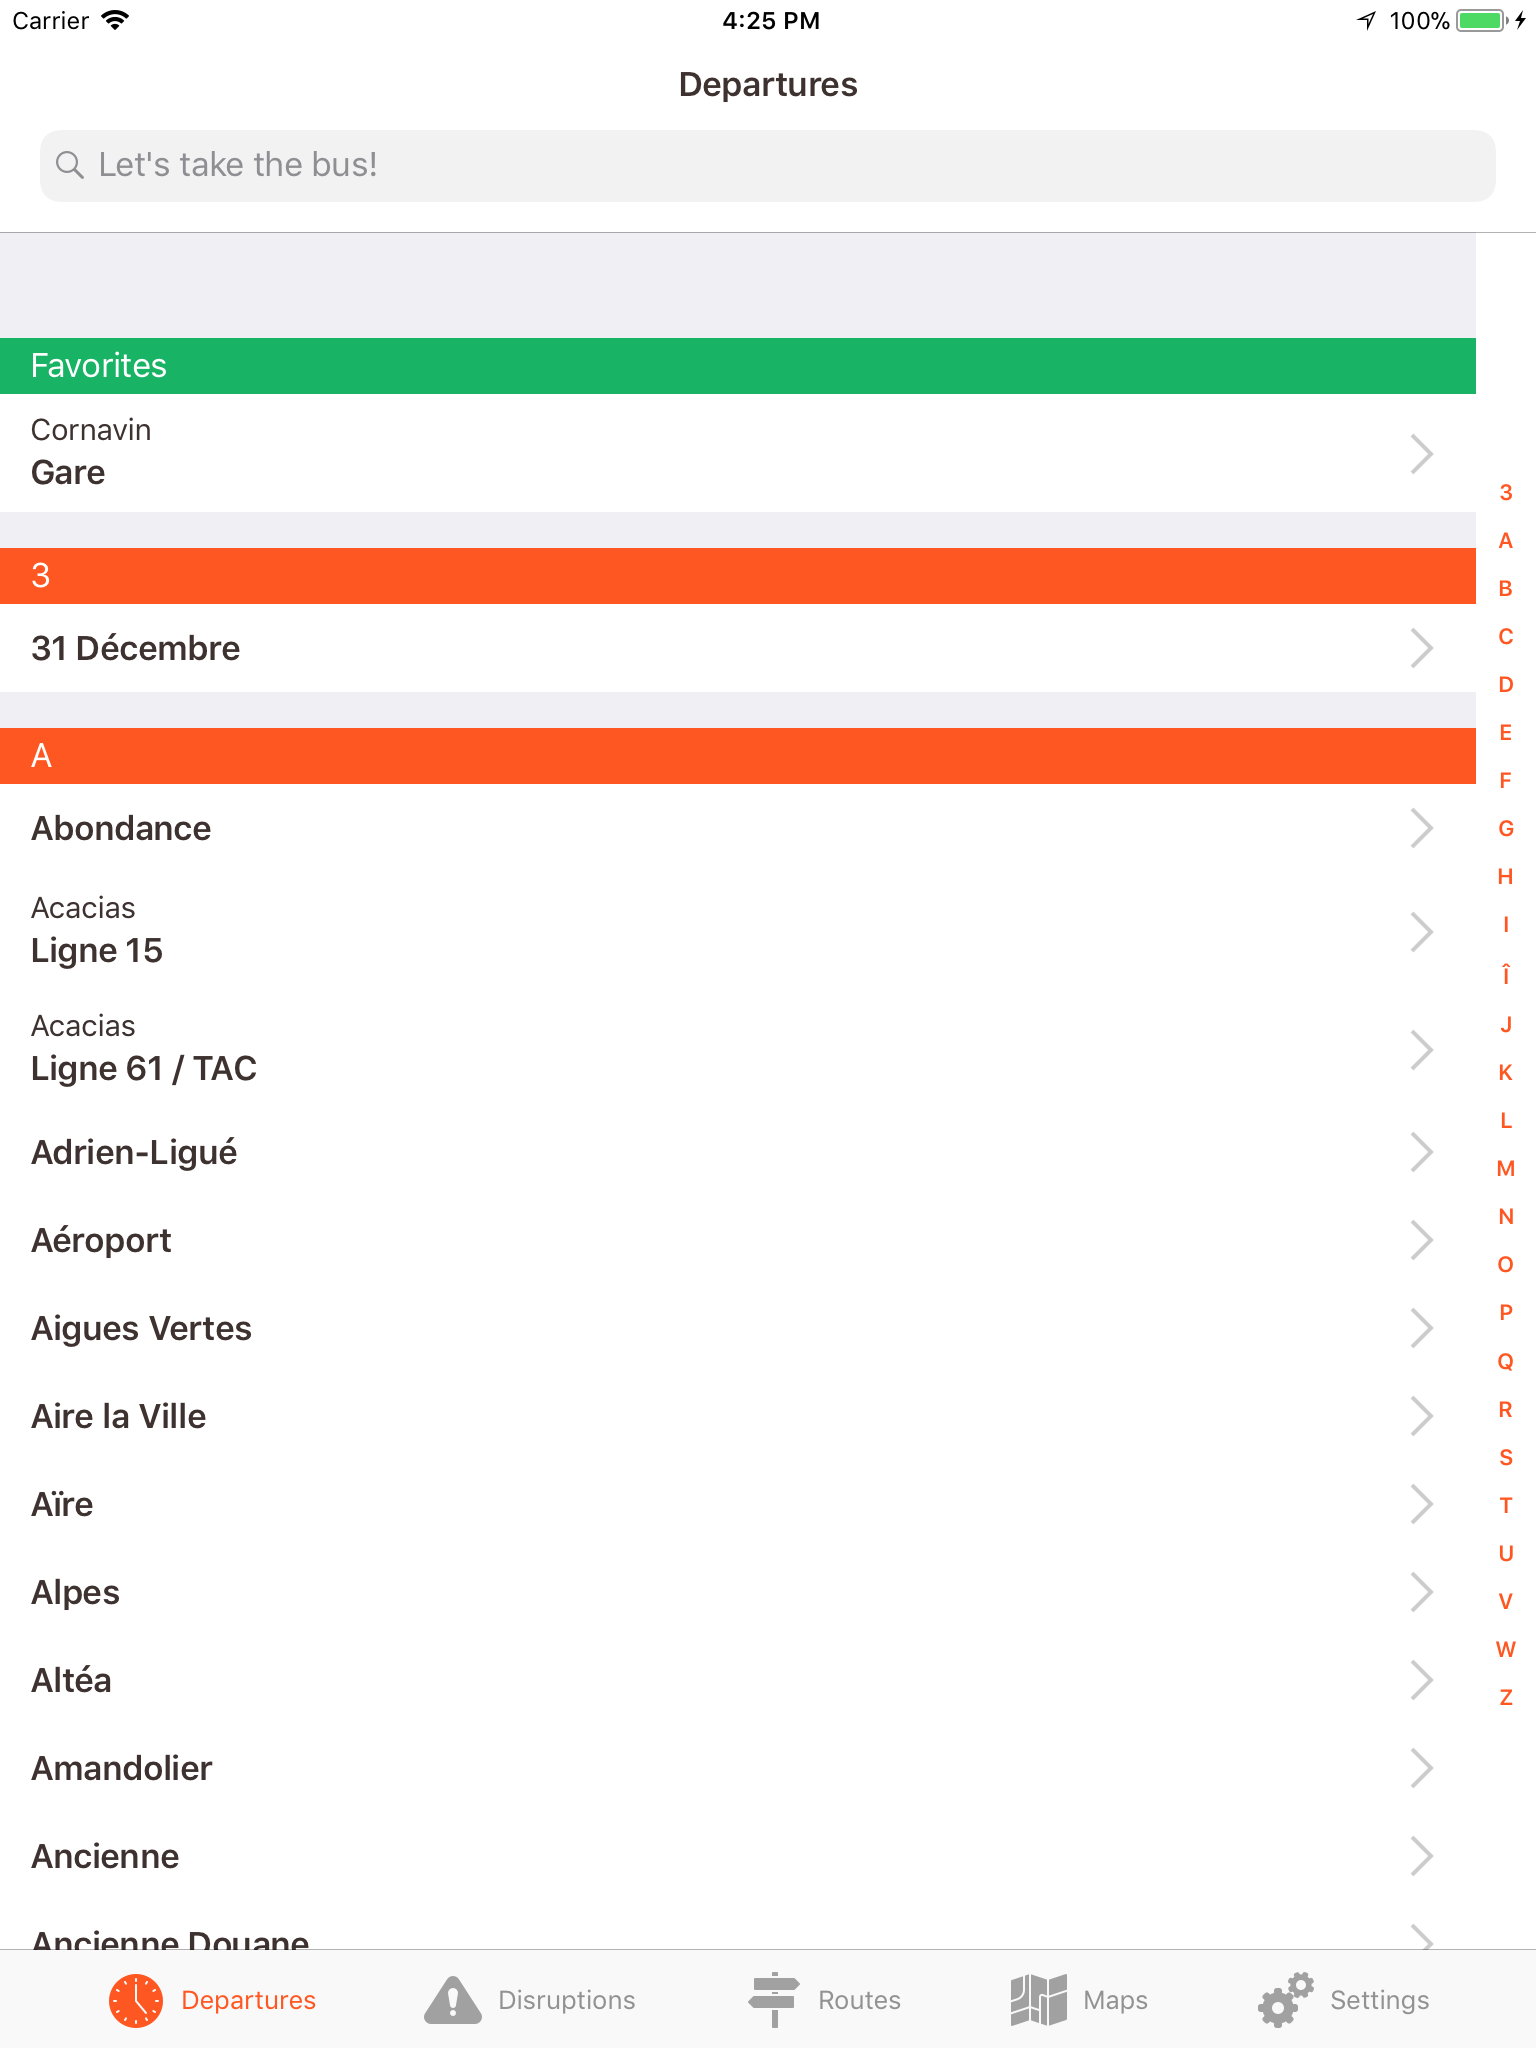 Carrier 4:25 PM 100%
Departures
Let's take the bus!
Favorites
Cornavin
Gare
3
31 Décembre
A
Abondance
Acacias
Ligne 15
Acacias
Ligne 61 / TAC
Adrien-Ligué
Aéroport
Aigues Vertes
Aire la Ville
Aïre
Alpes
Altéa
Amandolier
Ancienne
Ancienne Douane
3
A
B
C
D
E
F
G
H
I
Î
J
K
L
M
N
O
P
Q
R
S
T
U
V
W
Z
Departures Disruptions Routes Maps Settings